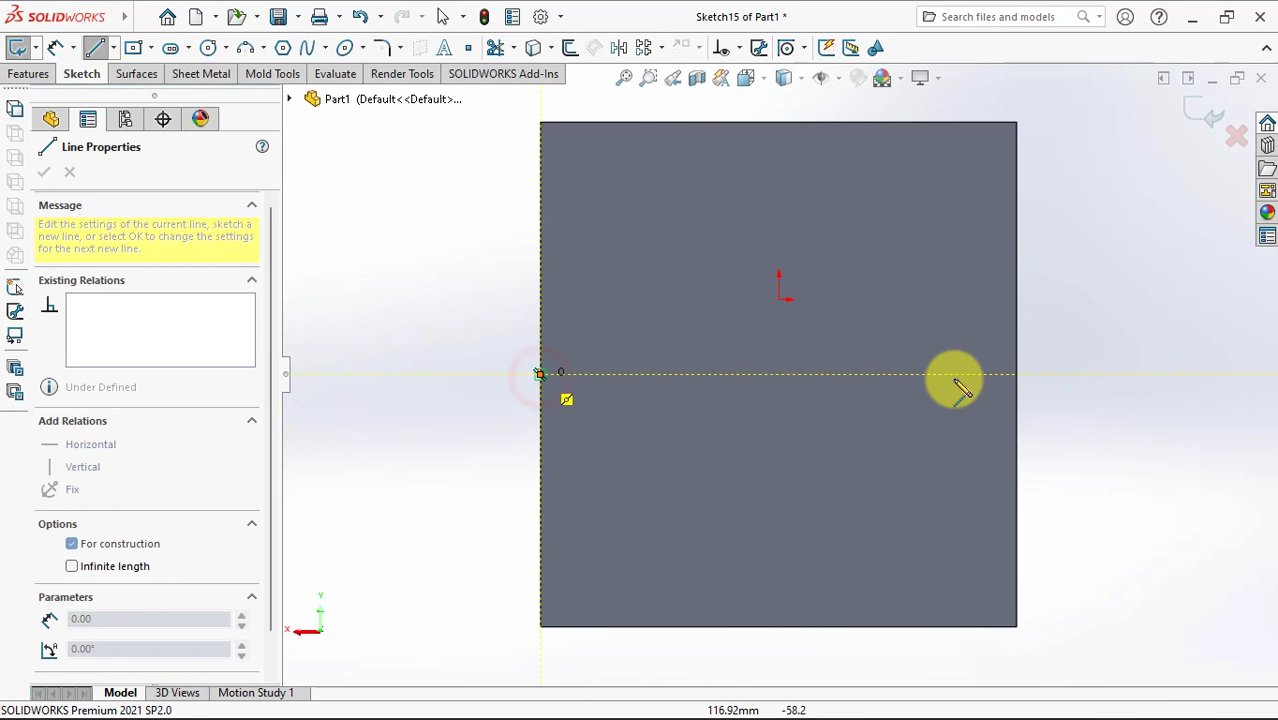 SOLIDWORKS
Sketch15 of Part1 *
Search files and models
Features
Sketch
Surfaces
Sheet Metal
Mold Tools
Evaluate
Render Tools
SOLIDWORKS Add-Ins
Part1 (Default<<Default>...
Line Properties
Message
Edit the settings of the current line, sketch a
new line, or select OK to change the settings
for the next new line.
Existing Relations
0
Under Defined
Add Relations
Horizontal
Vertical
Fix
Options
For construction
Infinite length
Parameters
0.00
0.00°
Y
X
Model
3D Views
Motion Study 1
SOLIDWORKS Premium 2021 SP2.0
116.92mm
-58.2